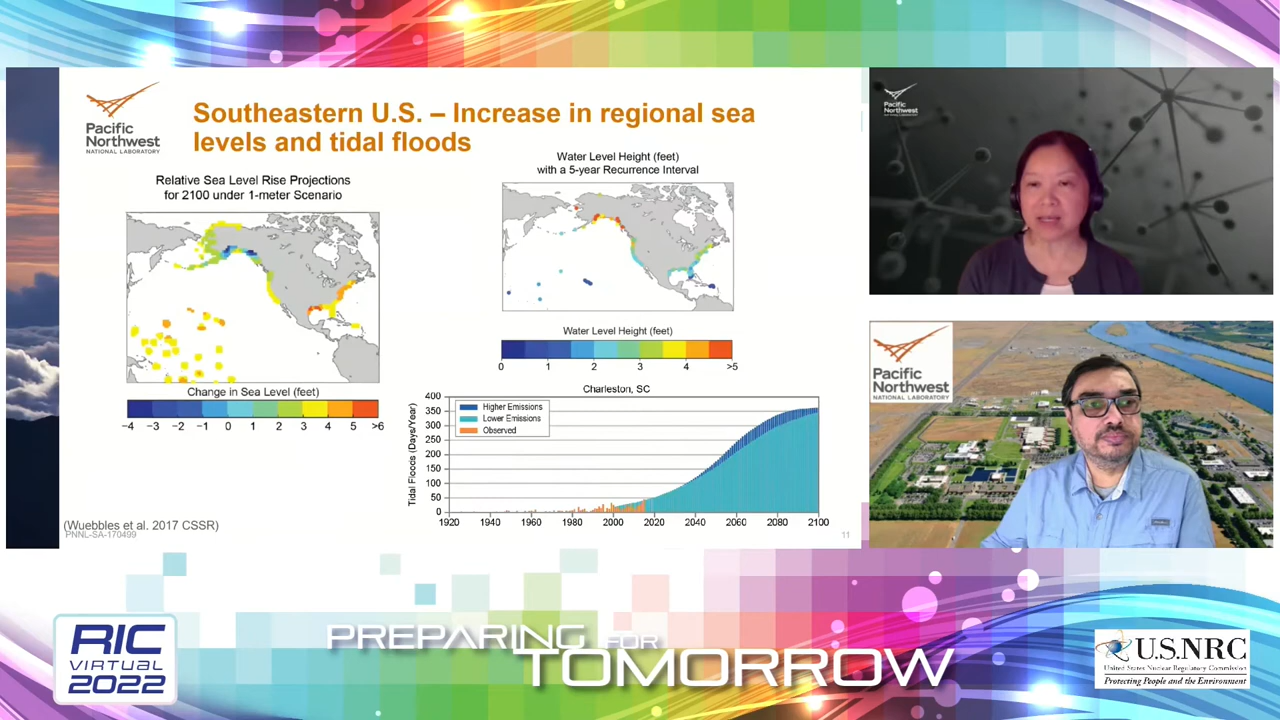 Pacific
Northwest
NATIONAL LABORATORY
Southeastern U.S. – Increase in regional sea
levels and tidal floods
Relative Sea Level Rise Projections
for 2100 under 1-meter Scenario
Change in Sea Level (feet)
−4 −3 −2 −1 0 1 2 3 4 5 >6
Water Level Height (feet)
with a 5-year Recurrence Interval
Water Level Height (feet)
0 1 2 3 4 >5
Charleston, SC
Tidal Floods (Days/Year)
400
350
300
250
200
150
100
50
0
Higher Emissions
Lower Emissions
Observed
1920 1940 1960 1980 2000 2020 2040 2060 2080 2100
(Wuebbles et al. 2017 CSSR)
PNNL-SA-170499
11
Pacific
Northwest
Pacific
Northwest
NATIONAL LABORATORY
RIC
VIRTUAL
2022
PREPARING FOR
TOMORROW
U.S.NRC
United States Nuclear Regulatory Commission
Protecting People and the Environment